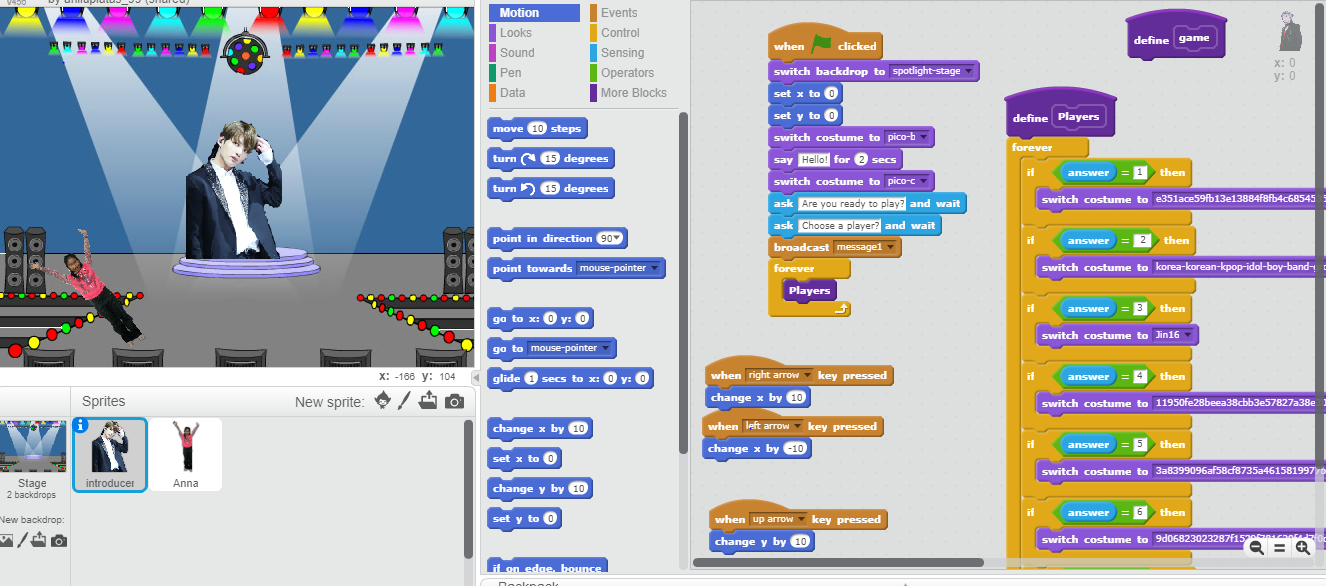 v456
by arillaplatas_99 (shared)
x: -166 y: 104
Sprites
New sprite:
Stage
2 backdrops
New backdrop:
introducer
Anna
Motion
Looks
Sound
Pen
Data
Events
Control
Sensing
Operators
More Blocks
move 10 steps
turn 15 degrees
turn 15 degrees
point in direction 90
point towards mouse-pointer
go to x: 0 y: 0
go to mouse-pointer
glide 1 secs to x: 0 y: 0
change x by 10
set x to 0
change y by 10
set y to 0
if on edge, bounce
when clicked
switch backdrop to spotlight-stage
set x to 0
set y to 0
switch costume to pico-b
say Hello! for 2 secs
switch costume to pico-c
ask Are you ready to play? and wait
ask Choose a player? and wait
broadcast message1
forever
Players
when right arrow key pressed
change x by 10
when left arrow key pressed
change x by -10
when up arrow key pressed
change y by 10
define game
x: 0
y: 0
define Players
forever
if answer = 1 then
switch costume to
if answer = 2 then
switch costume to korea-korean-kpop-idol-boy-band-g
if answer = 3 then
switch costume to Jin16
if answer = 4 then
switch costume to
if answer = 5 then
switch costume to
if answer = 6 then
switch costume to
Backpack